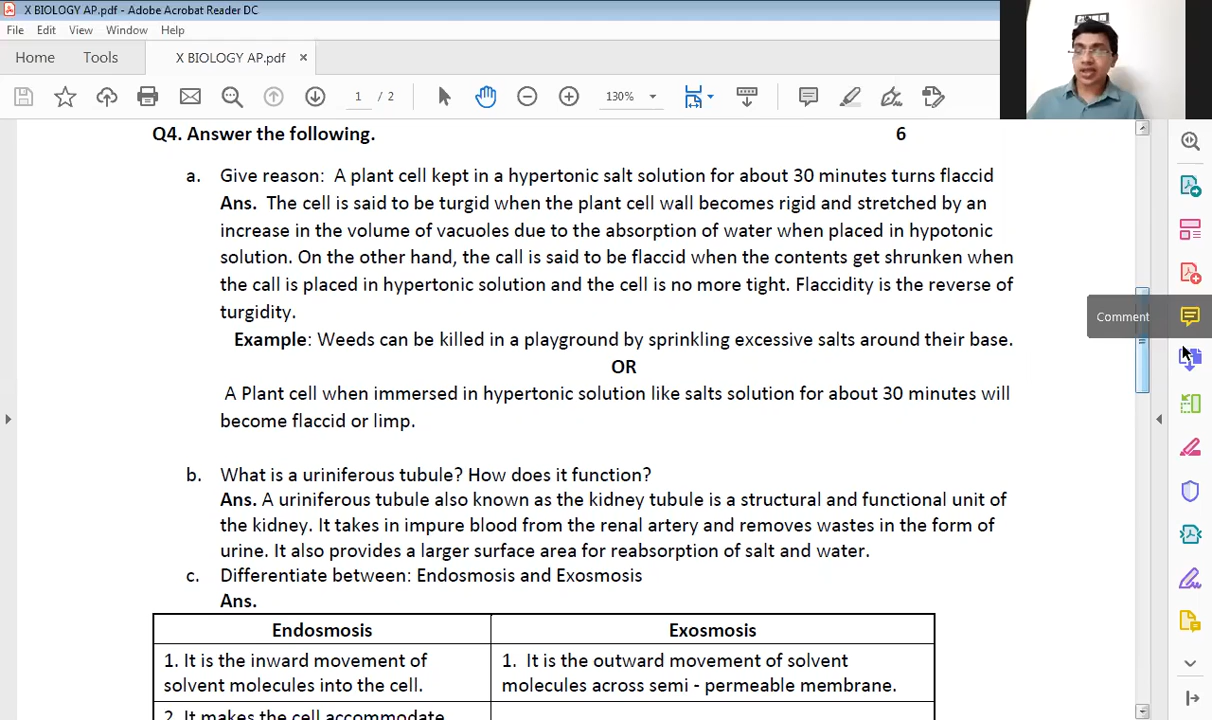 X BIOLOGY AP.pdf - Adobe Acrobat Reader DC
File Edit View Window Help
Home Tools X BIOLOGY AP.pdf ×
1 / 2 130%
Q4. Answer the following. 6
a. Give reason: A plant cell kept in a hypertonic salt solution for about 30 minutes turns flaccid
Ans. The cell is said to be turgid when the plant cell wall becomes rigid and stretched by an
increase in the volume of vacuoles due to the absorption of water when placed in hypotonic
solution. On the other hand, the call is said to be flaccid when the contents get shrunken when
the call is placed in hypertonic solution and the cell is no more tight. Flaccidity is the reverse of
turgidity.
Example: Weeds can be killed in a playground by sprinkling excessive salts around their base.
OR
A Plant cell when immersed in hypertonic solution like salts solution for about 30 minutes will
become flaccid or limp.
b. What is a uriniferous tubule? How does it function?
Ans. A uriniferous tubule also known as the kidney tubule is a structural and functional unit of
the kidney. It takes in impure blood from the renal artery and removes wastes in the form of
urine. It also provides a larger surface area for reabsorption of salt and water.
c. Differentiate between: Endosmosis and Exosmosis
Ans.
Endosmosis Exosmosis
1. It is the inward movement of
solvent molecules into the cell.
1. It is the outward movement of solvent
molecules across semi - permeable membrane.
2. It makes the cell accommodate
Comment